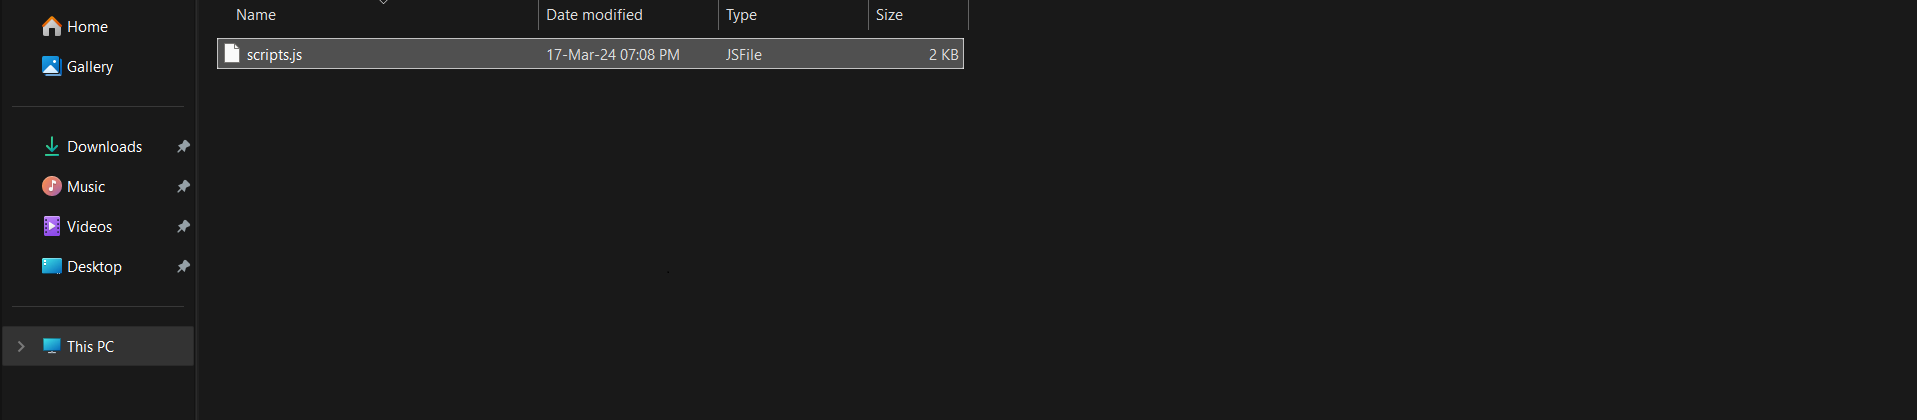 Home
Gallery
Downloads
Music
Videos
Desktop
This PC
Name Date modified Type Size
scripts.js 17-Mar-24 07:08 PM JSFile 2 KB